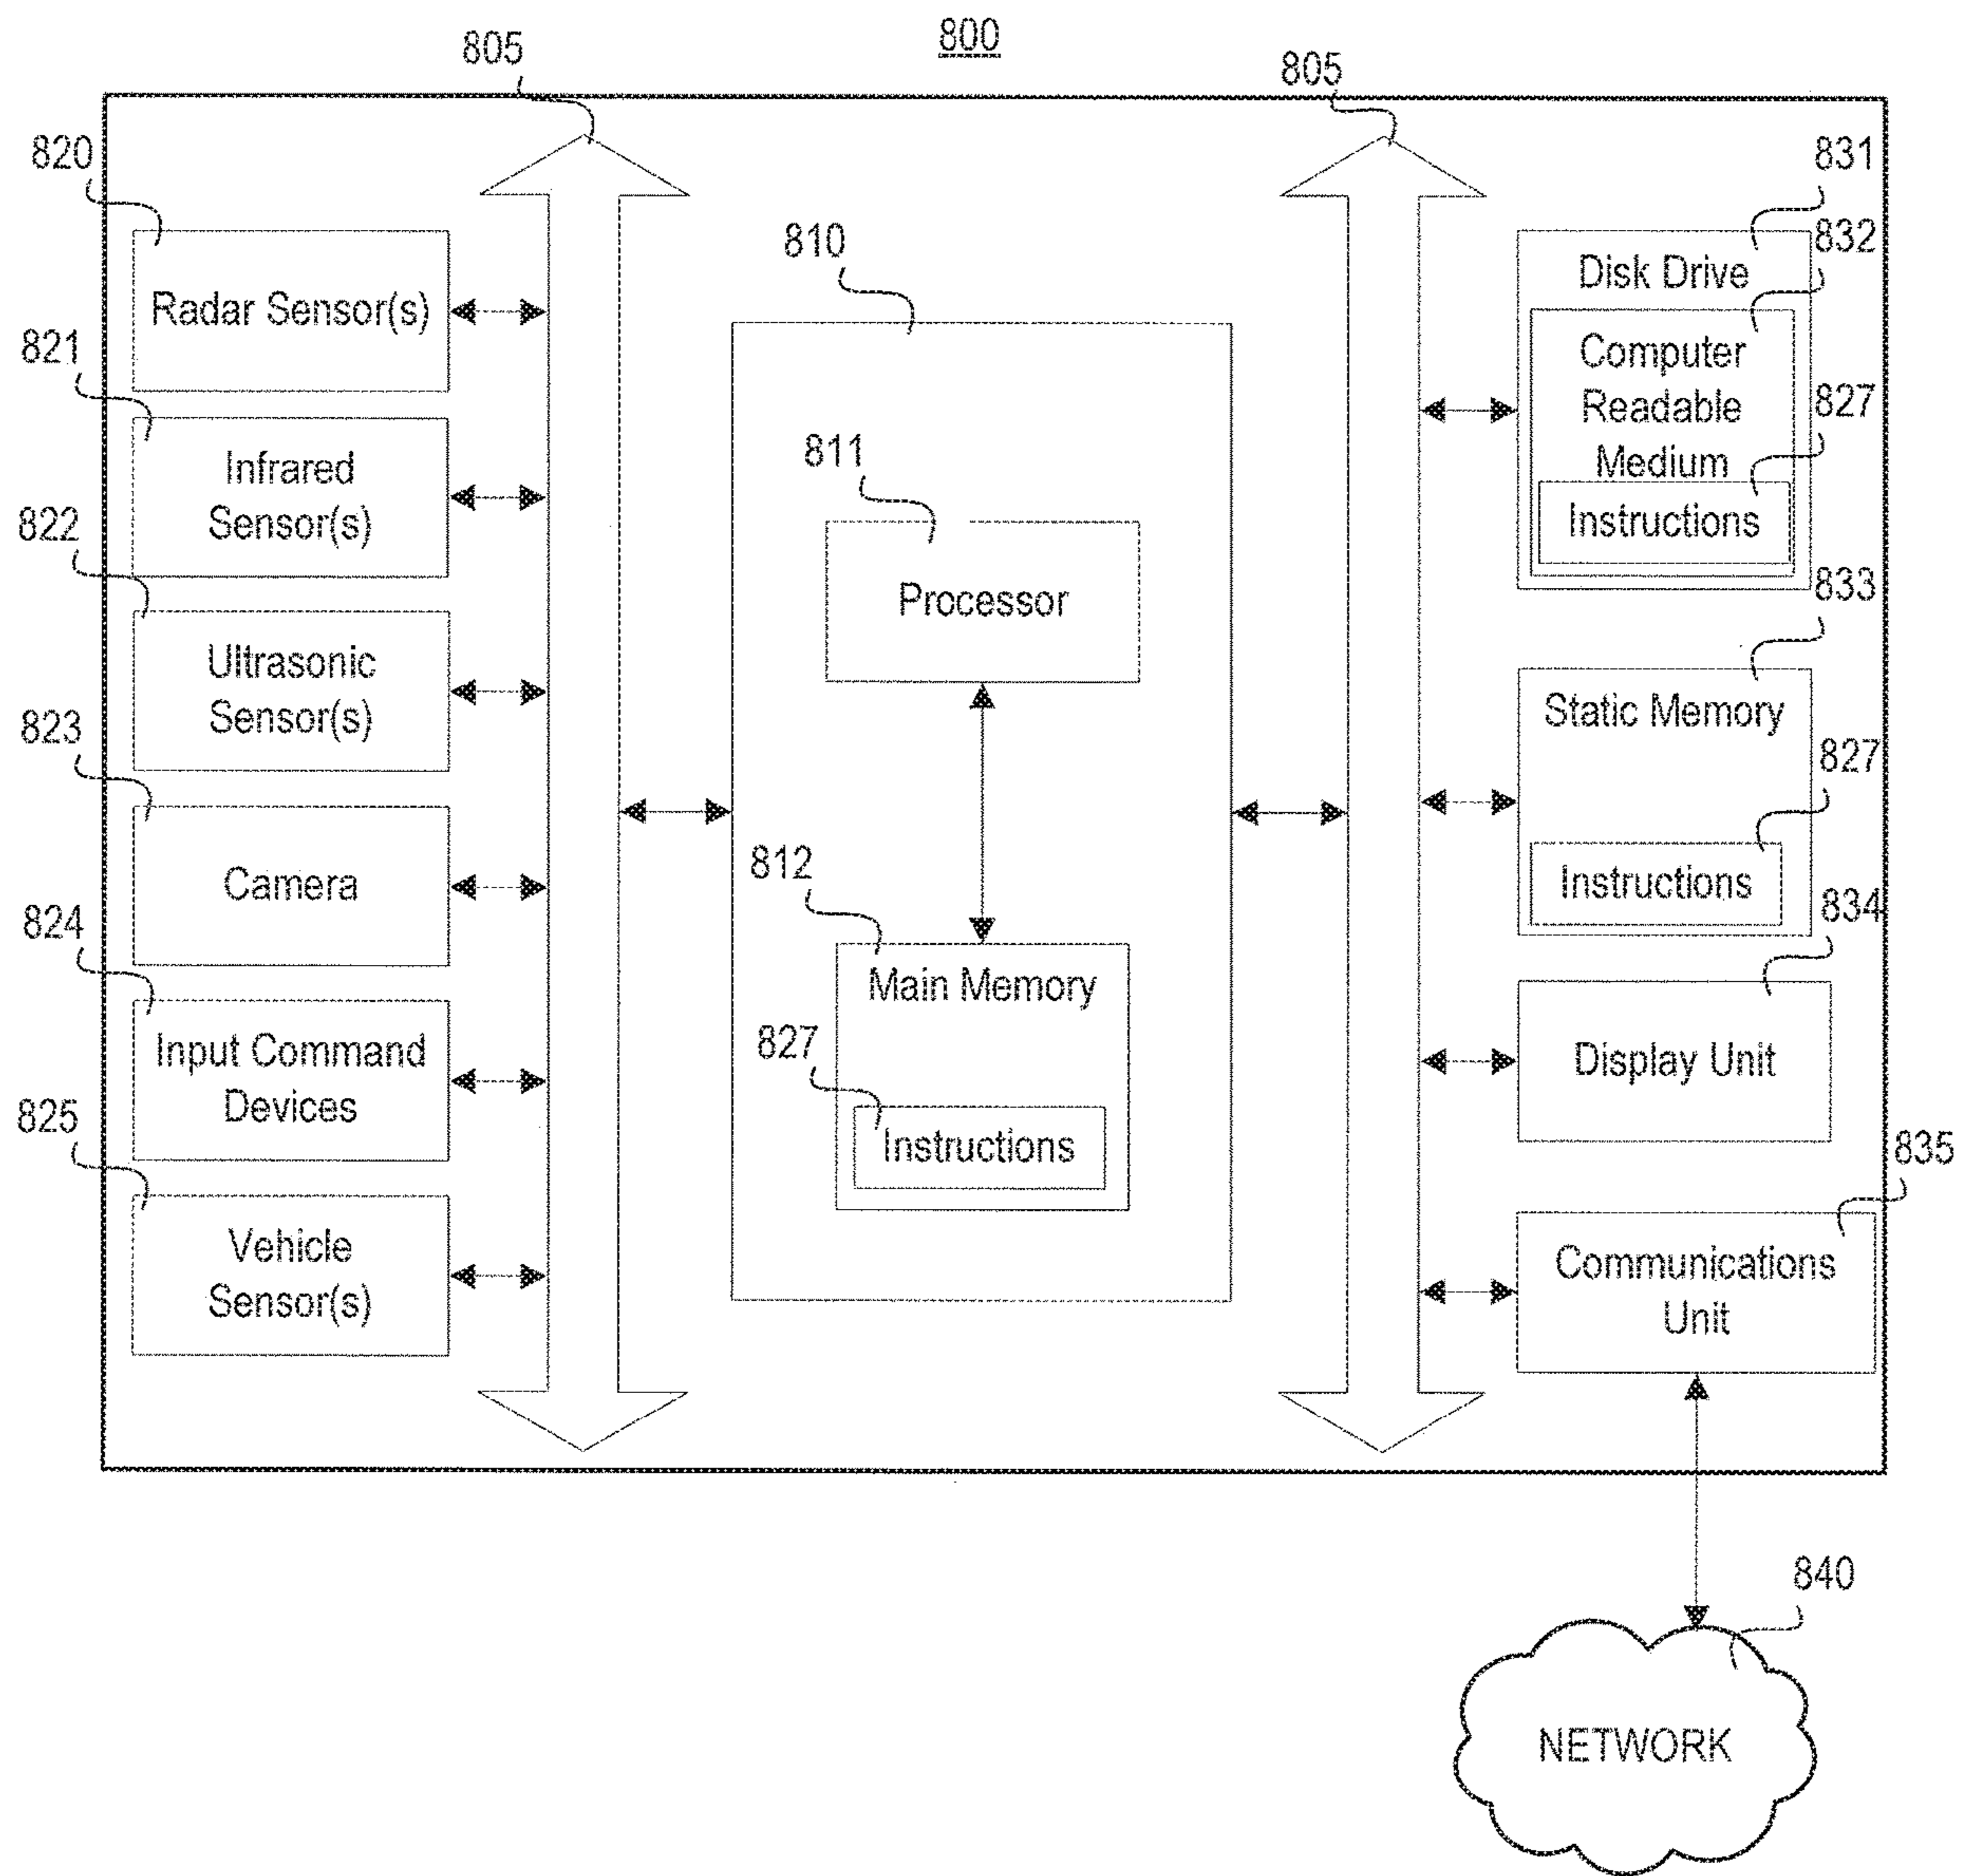 800
805
805
820
Radar Sensor(s)
821
Infrared
Sensor(s)
822
Ultrasonic
Sensor(s)
823
Camera
824
Input Command
Devices
825
Vehicle
Sensor(s)
810
811
Processor
812
Main Memory
827
Instructions
831
Disk Drive
832
Computer
Readable
Medium
827
Instructions
833
Static Memory
827
Instructions
834
Display Unit
835
Communications
Unit
840
NETWORK